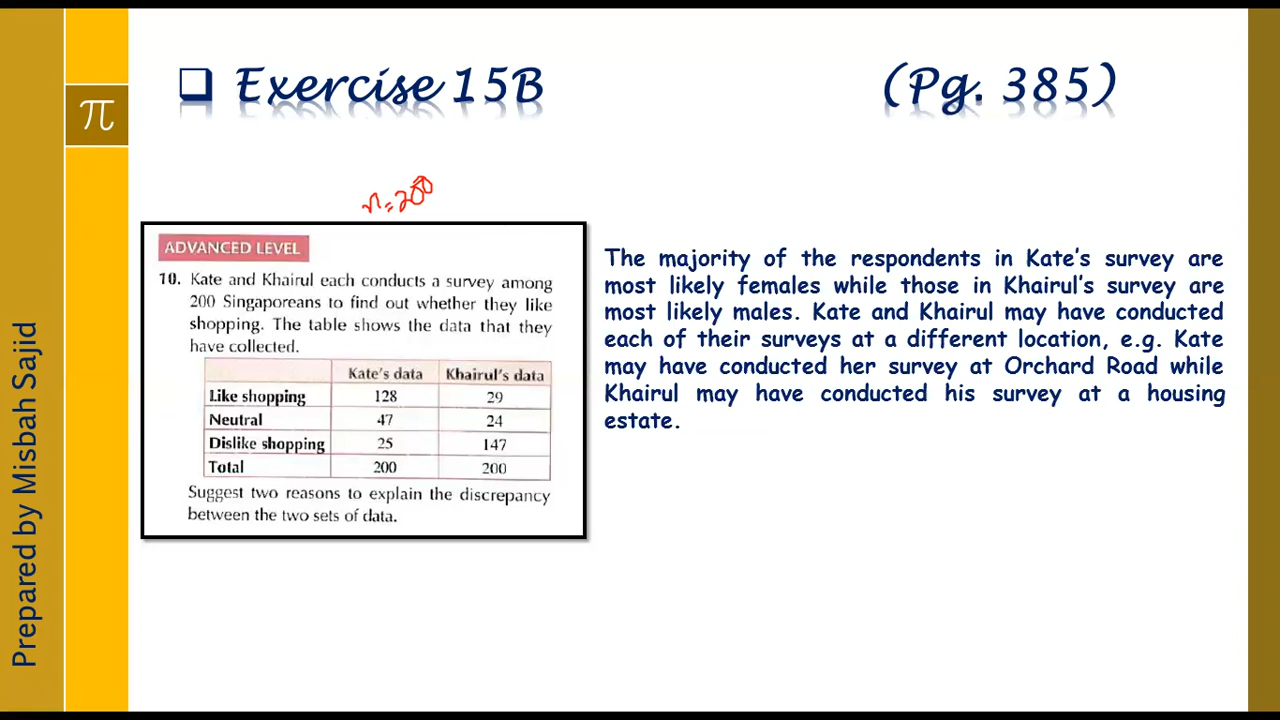 ❑ Exercise 15B (Pg. 385)
π
n=200
ADVANCED LEVEL
10. Kate and Khairul each conducts a survey among
200 Singaporeans to find out whether they like
shopping. The table shows the data that they
have collected.
Kate's data Khairul's data
Like shopping 128 29
Neutral 47 24
Dislike shopping 25 147
Total 200 200
Suggest two reasons to explain the discrepancy
between the two sets of data.
The majority of the respondents in Kate's survey are
most likely females while those in Khairul's survey are
most likely males. Kate and Khairul may have conducted
each of their surveys at a different location, e.g. Kate
may have conducted her survey at Orchard Road while
Khairul may have conducted his survey at a housing
estate.
Prepared by Misbah Sajid